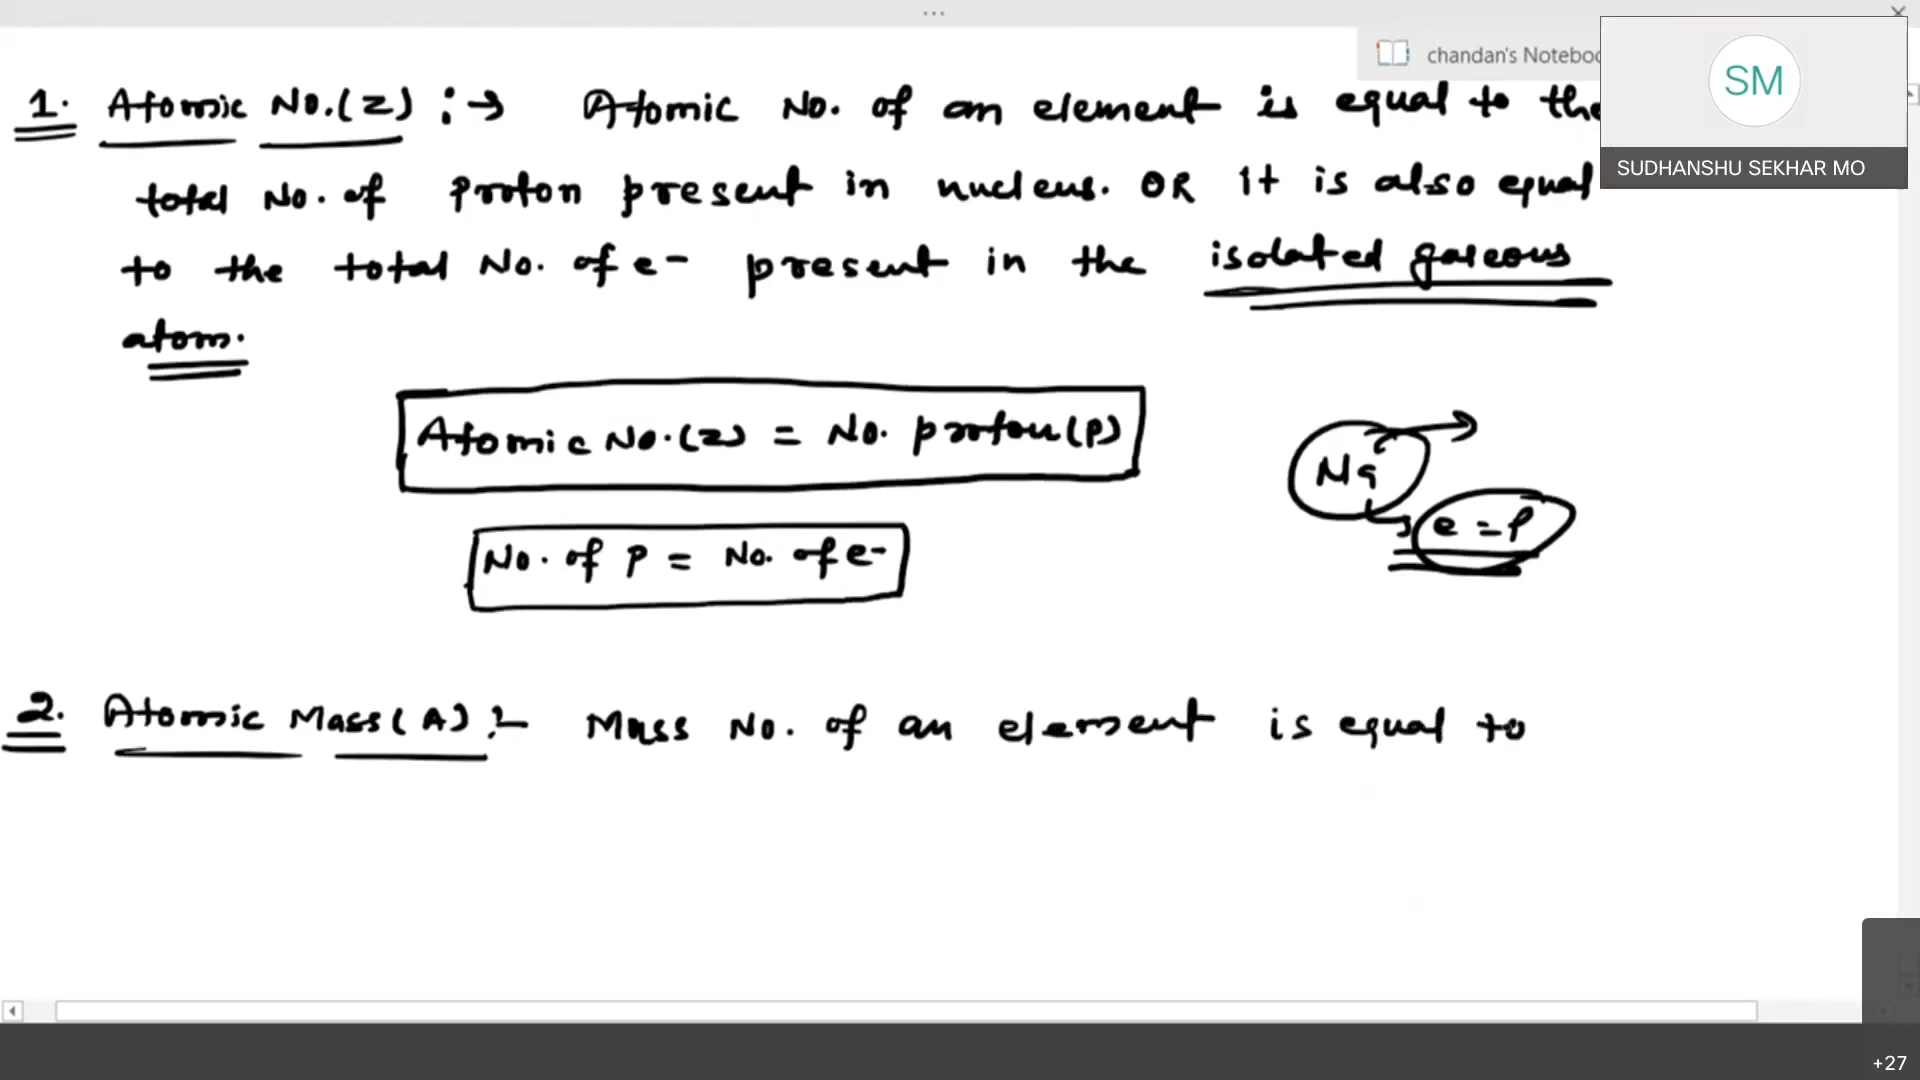 ...
chandan's Noteboo
SM
SUDHANSHU SEKHAR MO
1. Atomic No.(Z) :→ Atomic No. of an element is equal to the
total No. of proton present in nucleus. OR it is also equal
to the total No. of e- present in the isolated gaseous
atom.
Atomic No.(Z) = No. proton(P)
Na
e = P
No. of P = No. of e-
2. Atomic Mass(A) :- Mass No. of an element is equal to
+27